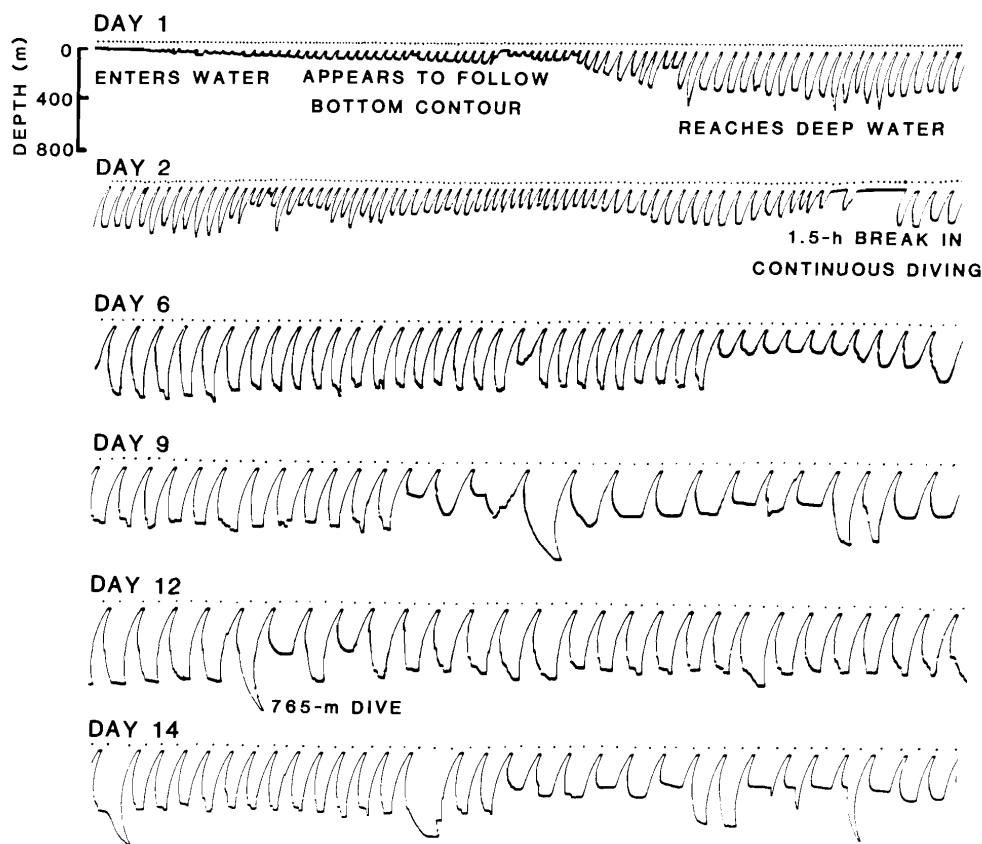 DAY 1
DEPTH (m)
0
400
800
ENTERS WATER
APPEARS TO FOLLOW
BOTTOM CONTOUR
REACHES DEEP WATER
DAY 2
1.5-h BREAK IN
CONTINUOUS DIVING
DAY 6
DAY 9
DAY 12
765-m DIVE
DAY 14